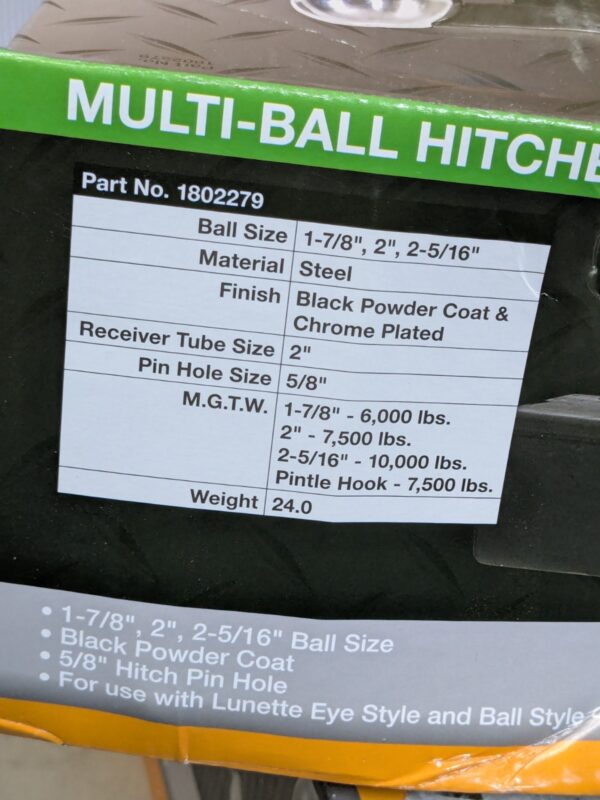 MULTI-BALL HITCH
Part No. 1802279
Ball Size 1-7/8", 2", 2-5/16"
Material Steel
Finish Black Powder Coat &
Chrome Plated
Receiver Tube Size 2"
Pin Hole Size 5/8"
M.G.T.W. 1-7/8" - 6,000 lbs.
2" - 7,500 lbs.
2-5/16" - 10,000 lbs.
Pintle Hook - 7,500 lbs.
Weight 24.0
• 1-7/8", 2", 2-5/16" Ball Size
• Black Powder Coat
• 5/8" Hitch Pin Hole
• For use with Lunette Eye Style and Ball Style